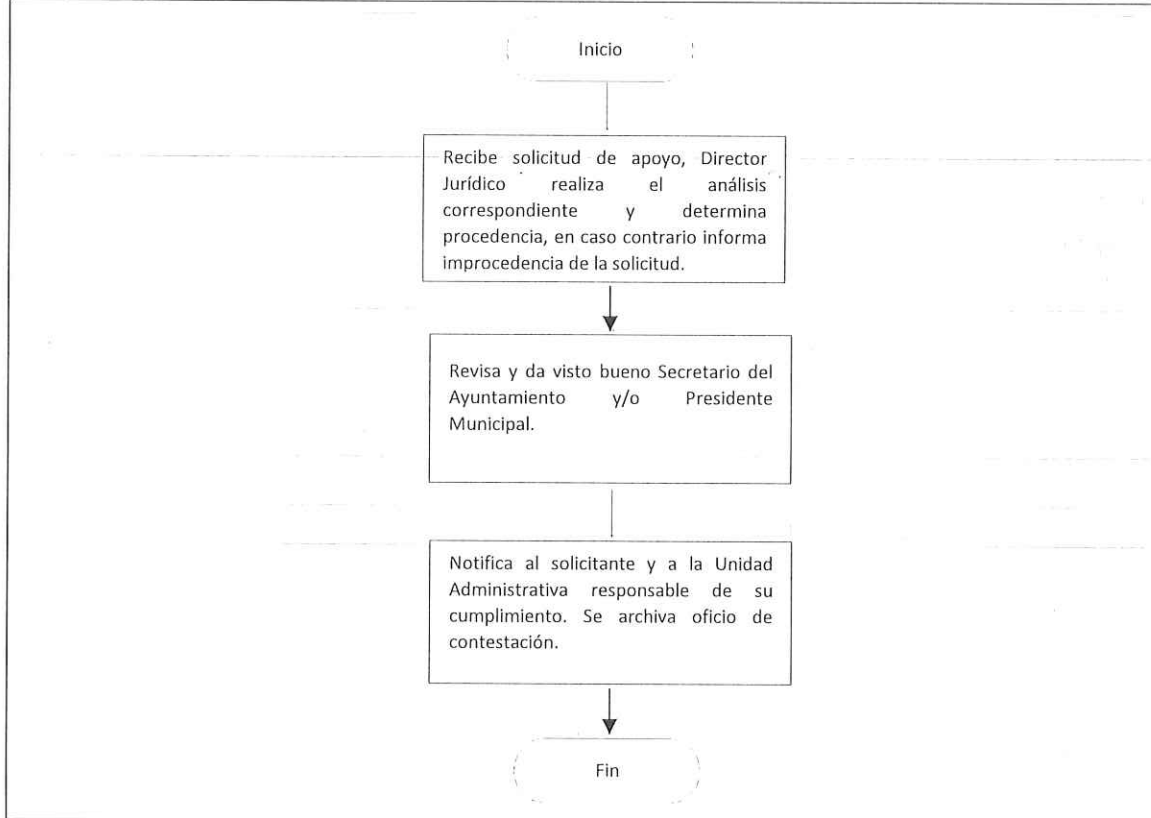 Inicio
Recibe solicitud de apoyo, Director
Jurídico realiza el análisis
correspondiente y determina
procedencia, en caso contrario informa
improcedencia de la solicitud.
Revisa y da visto bueno Secretario del
Ayuntamiento y/o Presidente
Municipal.
Notifica al solicitante y a la Unidad
Administrativa responsable de su
cumplimiento. Se archiva oficio de
contestación.
Fin